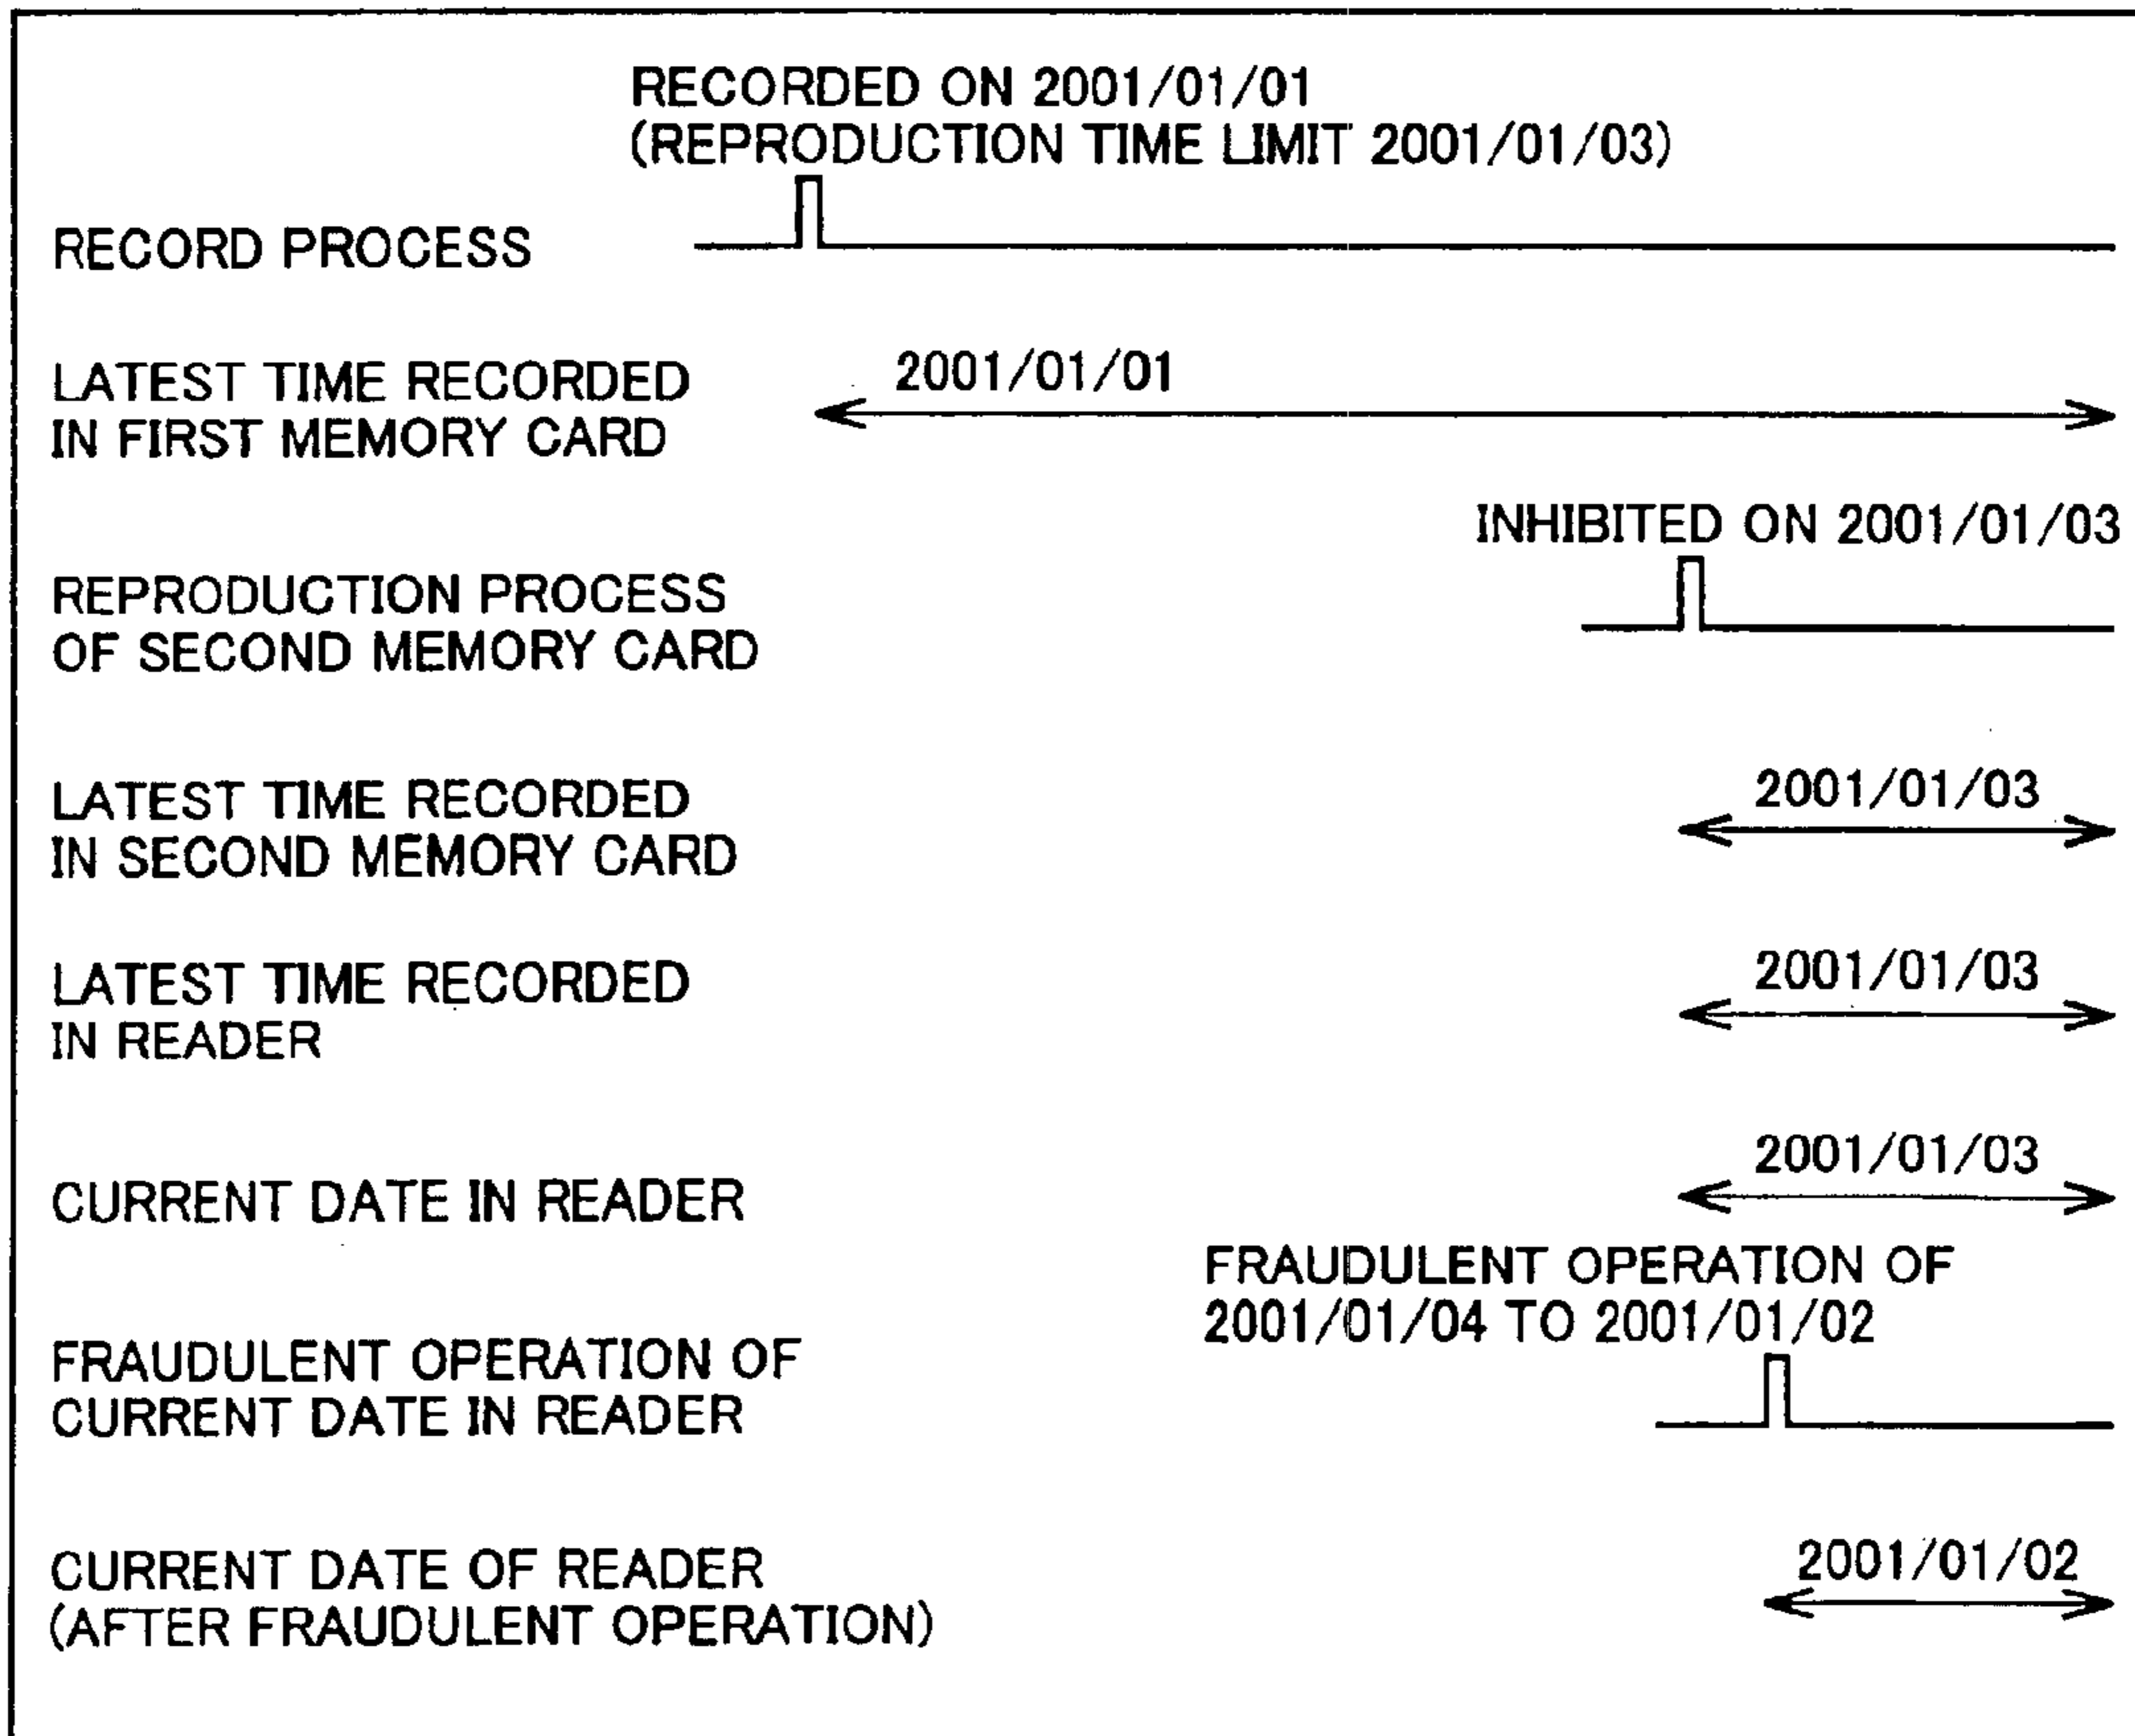 RECORDED ON 2001/01/01
(REPRODUCTION TIME LIMIT 2001/01/03)
RECORD PROCESS
LATEST TIME RECORDED
IN FIRST MEMORY CARD
2001/01/01
INHIBITED ON 2001/01/03
REPRODUCTION PROCESS
OF SECOND MEMORY CARD
LATEST TIME RECORDED
IN SECOND MEMORY CARD
2001/01/03
LATEST TIME RECORDED
IN READER
2001/01/03
CURRENT DATE IN READER
2001/01/03
FRAUDULENT OPERATION OF
2001/01/04 TO 2001/01/02
FRAUDULENT OPERATION OF
CURRENT DATE IN READER
CURRENT DATE OF READER
(AFTER FRAUDULENT OPERATION)
2001/01/02